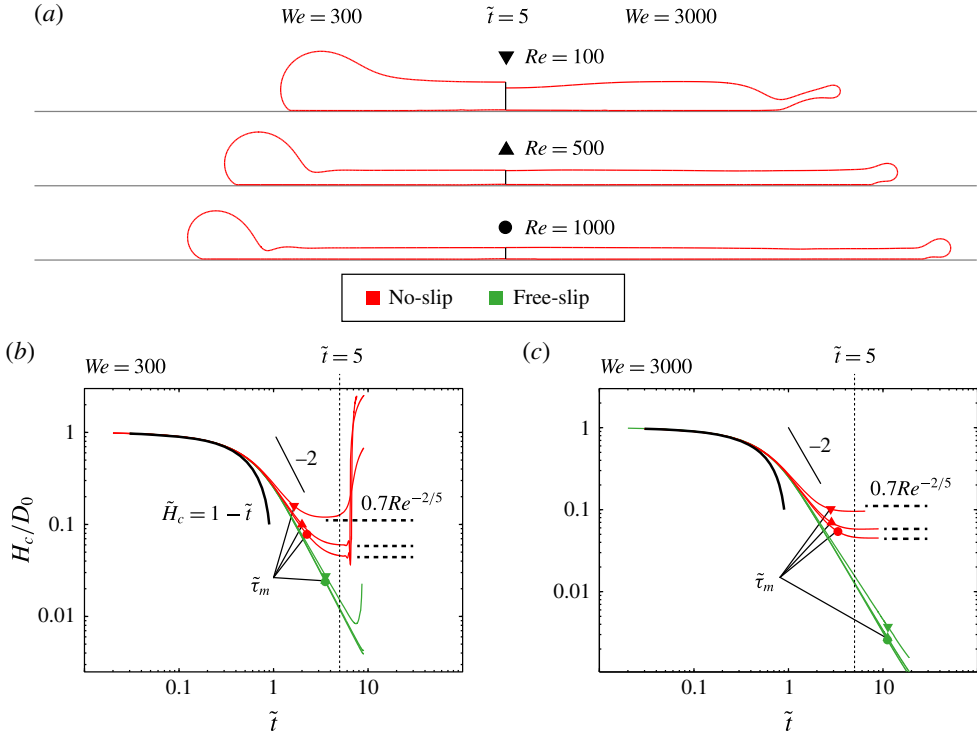 (a) We = 300 t̃ = 5 We = 3000
Re = 100
Re = 500
Re = 1000
No-slip Free-slip
(b) t̃ = 5 (c) t̃ = 5
We = 300 We = 3000
1 1
−2 −2
0.7Re^{−2/5} 0.7Re^{−2/5}
H̃_c = 1 − t̃
H_c/D_0 0.1 0.1
τ̃_m τ̃_m
0.01 0.01
0.1 1 10 0.1 1 10
t̃ t̃